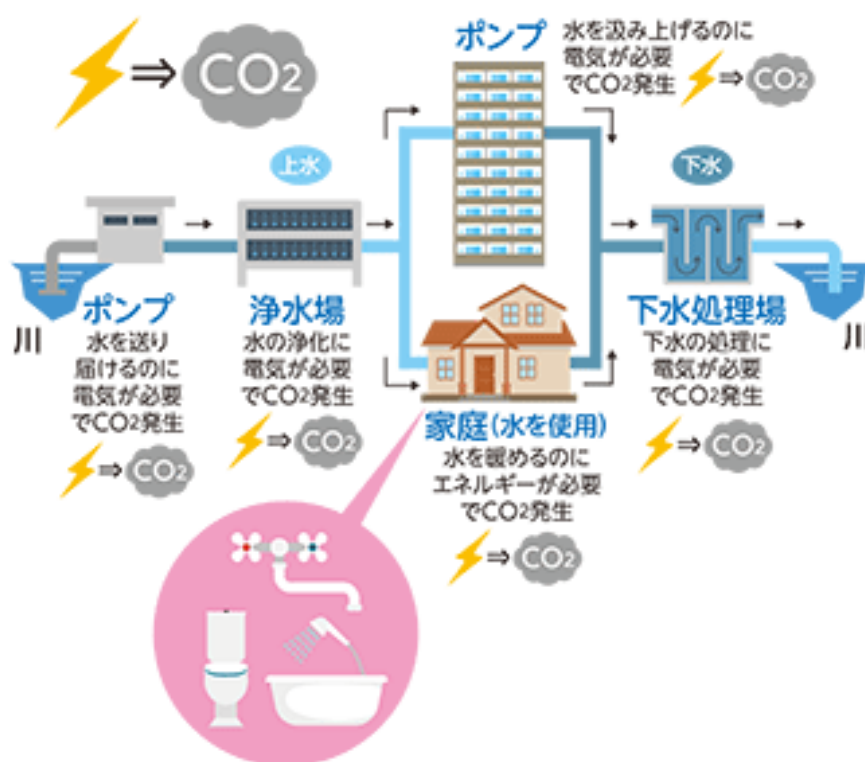 ⇒ CO2
ポンプ
水を汲み上げるのに
電気が必要
でCO2発生
⇒ CO2
上水
下水
川
ポンプ
水を送り
届けるのに
電気が必要
でCO2発生
⇒ CO2
浄水場
水の浄化に
電気が必要
でCO2発生
⇒ CO2
家庭(水を使用)
水を暖めるのに
エネルギーが必要
でCO2発生
⇒ CO2
下水処理場
下水の処理に
電気が必要
でCO2発生
⇒ CO2
川